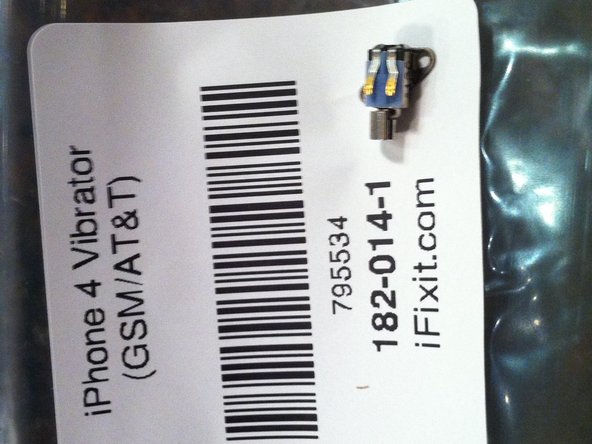 iPhone 4 Vibrator
(GSM/AT&T)
795534
182-014-1
iFixit.com